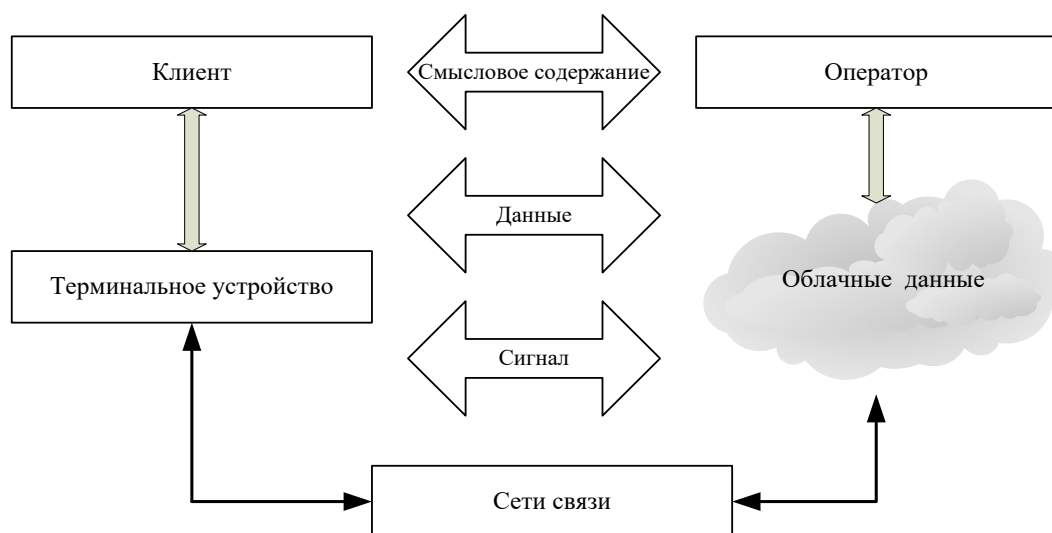 Клиент
Смысловое содержание
Оператор
Данные
Терминальное устройство
Облачные данные
Сигнал
Сети связи